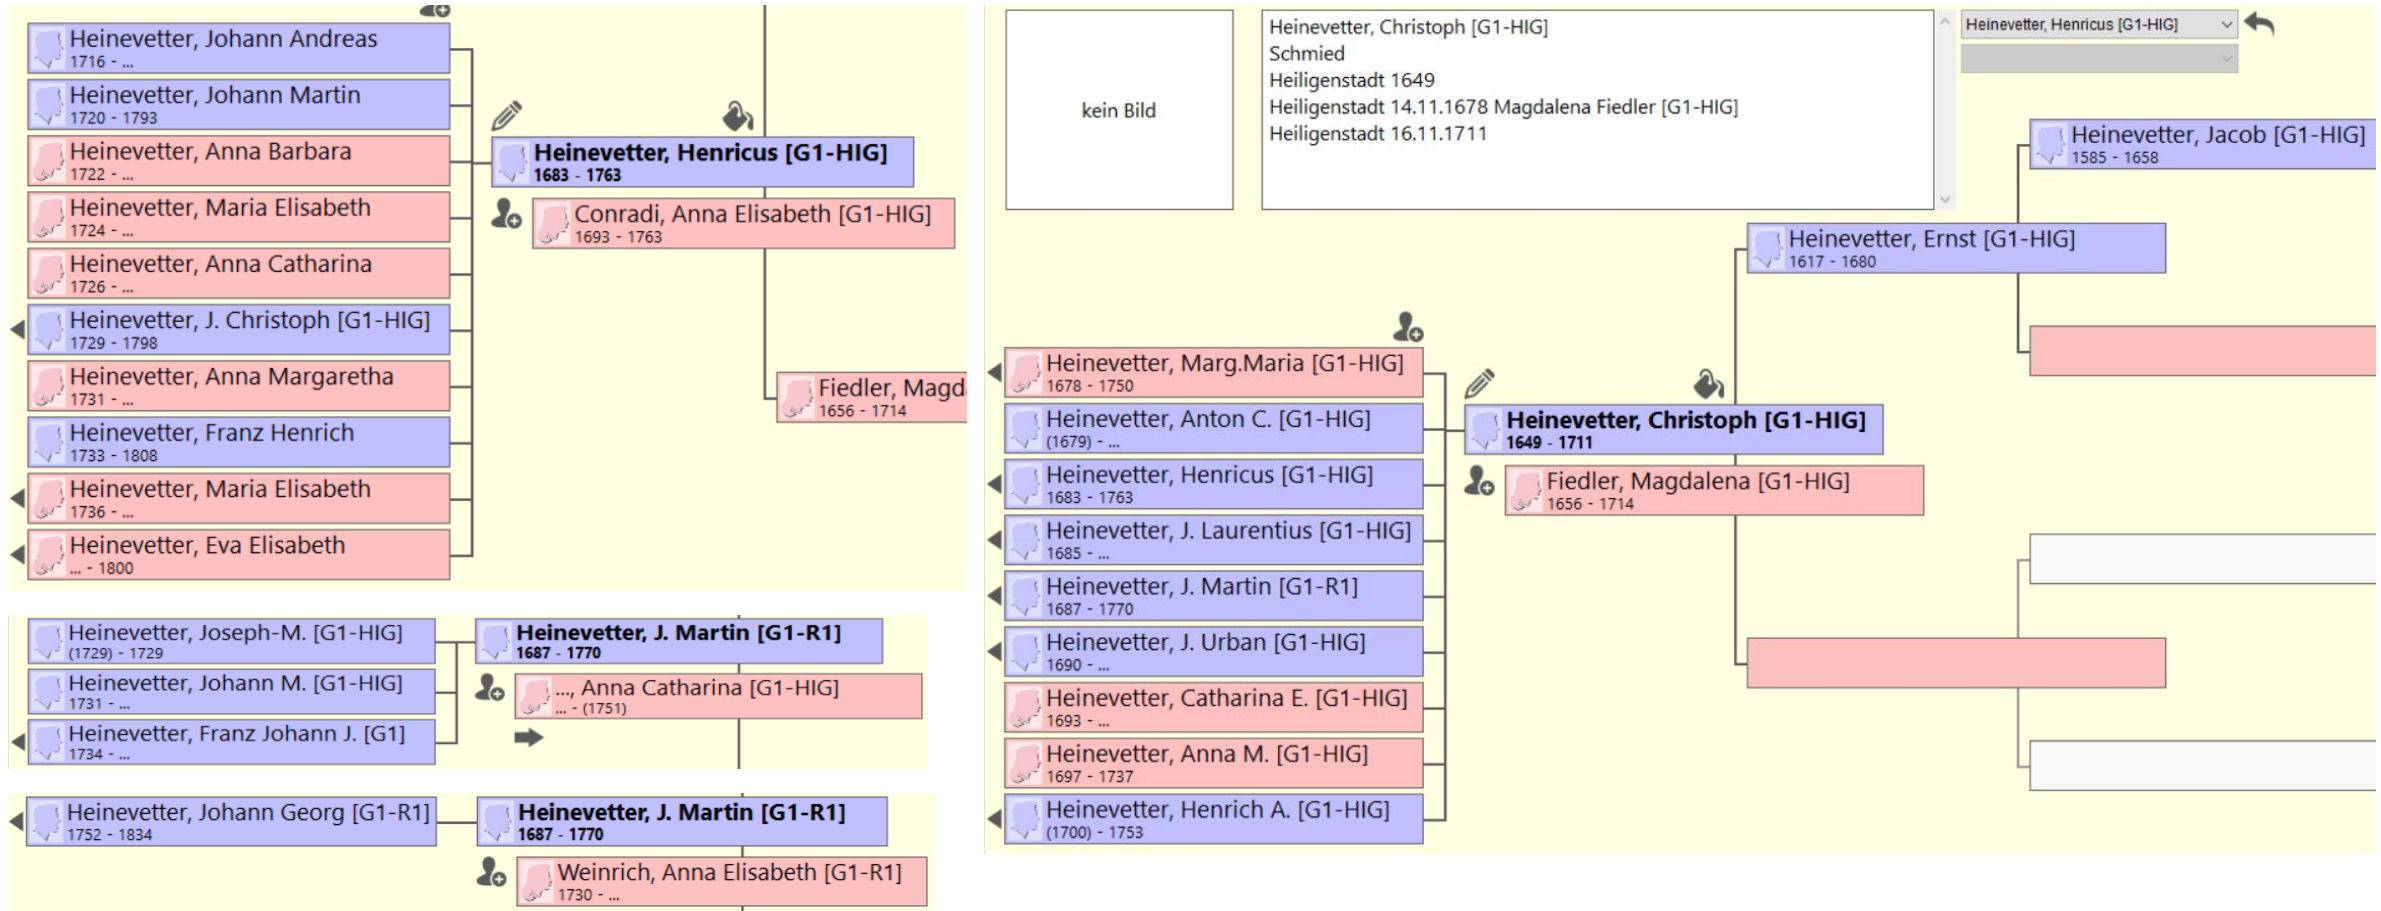 Heinevetter, Johann Andreas
1716 - ...
Heinevetter, Johann Martin
1720 - 1793
Heinevetter, Anna Barbara
1722 - ...
Heinevetter, Maria Elisabeth
1724 - ...
Heinevetter, Anna Catharina
1726 - ...
Heinevetter, J. Christoph [G1-HIG]
1729 - 1798
Heinevetter, Anna Margaretha
1731 - ...
Heinevetter, Franz Henrich
1733 - 1808
Heinevetter, Maria Elisabeth
1736 - ...
Heinevetter, Eva Elisabeth
... - 1800
Heinevetter, Henricus [G1-HIG]
1683 - 1763
Conradi, Anna Elisabeth [G1-HIG]
1693 - 1763
Fiedler, Magda
1656 - 1714
Heinevetter, Joseph-M. [G1-HIG]
(1729) - 1729
Heinevetter, Johann M. [G1-HIG]
1731 - ...
Heinevetter, Franz Johann J. [G1]
1734 - ...
Heinevetter, J. Martin [G1-R1]
1687 - 1770
..., Anna Catharina [G1-HIG]
... - (1751)
Heinevetter, Johann Georg [G1-R1]
1752 - 1834
Heinevetter, J. Martin [G1-R1]
1687 - 1770
Weinrich, Anna Elisabeth [G1-R1]
1730 - ...
kein Bild
Heinevetter, Christoph [G1-HIG]
Schmied
Heiligenstadt 1649
Heiligenstadt 14.11.1678 Magdalena Fiedler [G1-HIG]
Heiligenstadt 16.11.1711
Heinevetter, Henricus [G1-HIG]
Heinevetter, Jacob [G1-HIG]
1585 - 1658
Heinevetter, Ernst [G1-HIG]
1617 - 1680
Heinevetter, Marg.Maria [G1-HIG]
1678 - 1750
Heinevetter, Anton C. [G1-HIG]
(1679) - ...
Heinevetter, Henricus [G1-HIG]
1683 - 1763
Heinevetter, J. Laurentius [G1-HIG]
1685 - ...
Heinevetter, J. Martin [G1-R1]
1687 - 1770
Heinevetter, J. Urban [G1-HIG]
1690 - ...
Heinevetter, Catharina E. [G1-HIG]
1693 - ...
Heinevetter, Anna M. [G1-HIG]
1697 - 1737
Heinevetter, Henrich A. [G1-HIG]
(1700) - 1753
Heinevetter, Christoph [G1-HIG]
1649 - 1711
Fiedler, Magdalena [G1-HIG]
1656 - 1714